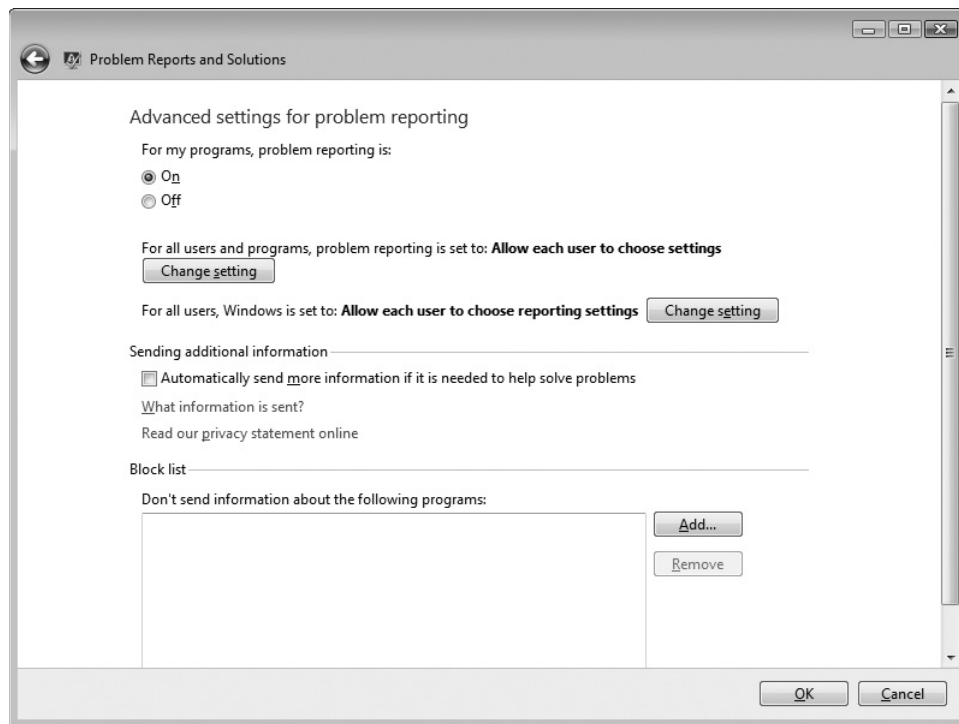 Problem Reports and Solutions
Advanced settings for problem reporting
For my programs, problem reporting is:
On
Off
For all users and programs, problem reporting is set to: Allow each user to choose settings
Change setting
For all users, Windows is set to: Allow each user to choose reporting settings Change setting
Sending additional information
Automatically send more information if it is needed to help solve problems
What information is sent?
Read our privacy statement online
Block list
Don't send information about the following programs:
Add...
Remove
OK Cancel